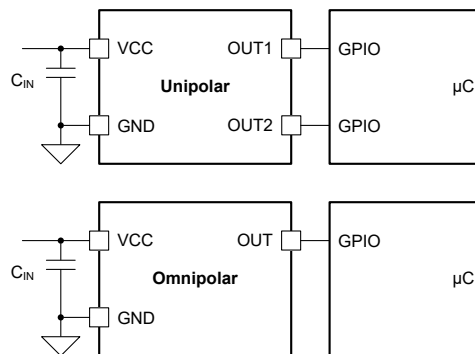 VCC OUT1 GPIO
CIN Unipolar µC
GND OUT2 GPIO
VCC OUT GPIO
CIN Omnipolar µC
GND